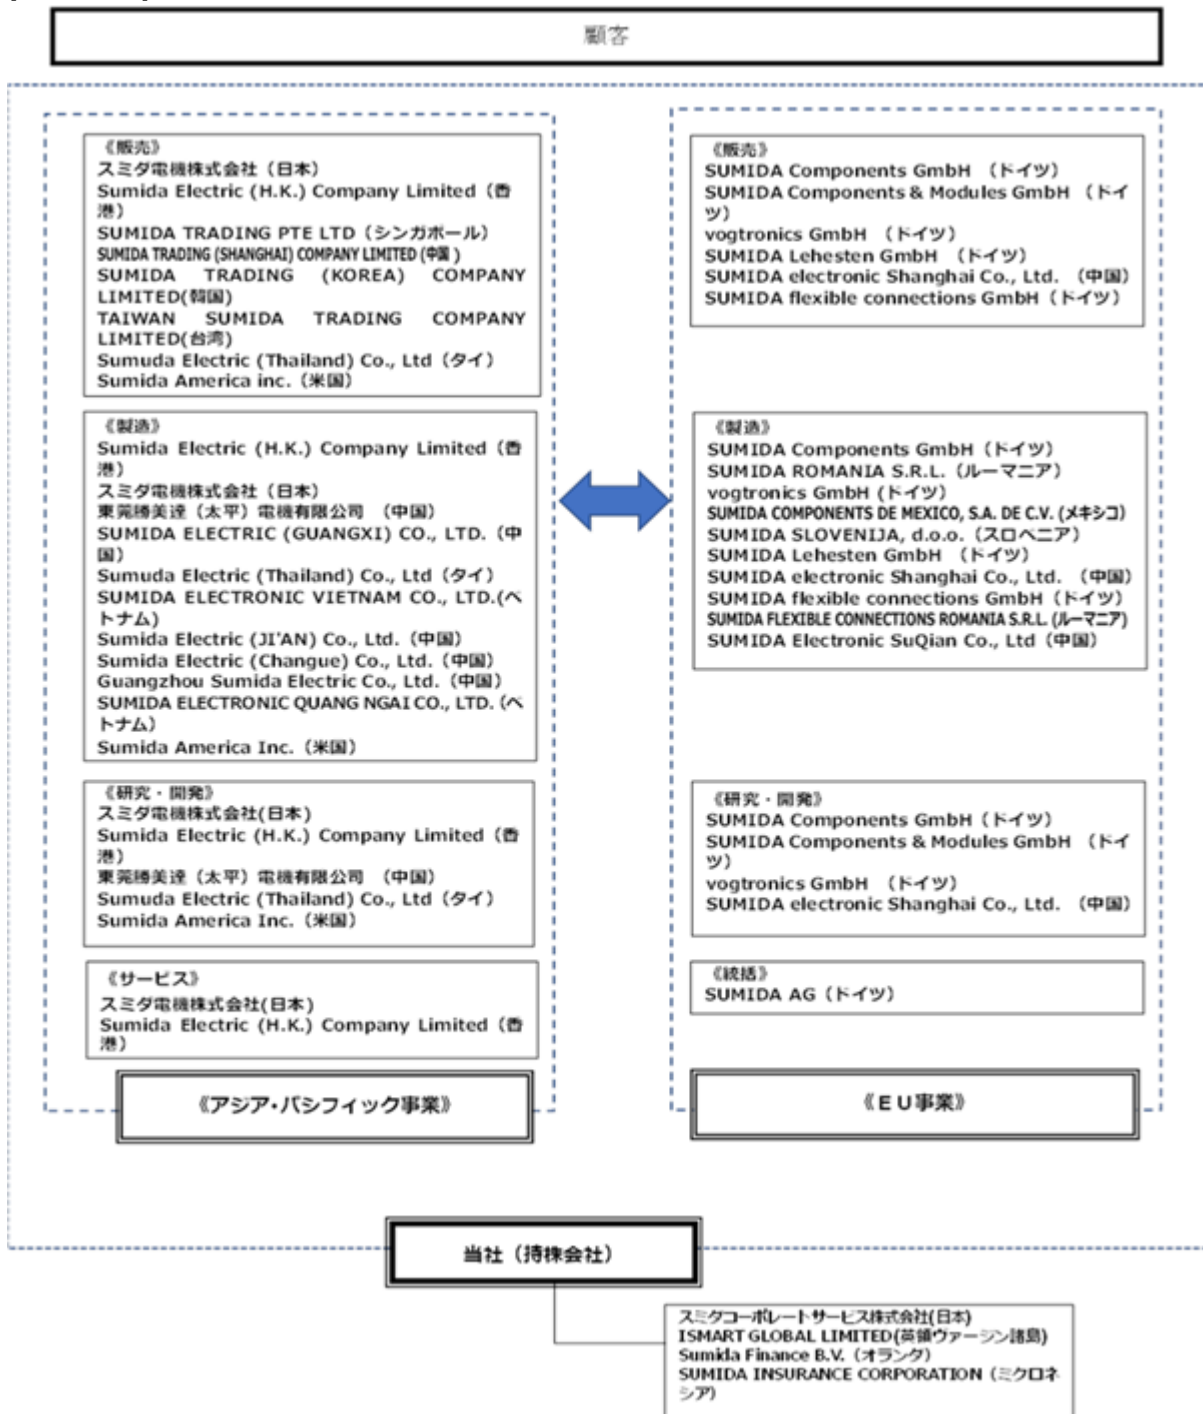 顧客
《販売》
スミダ電機株式会社（日本）
Sumida Electric (H.K.) Company Limited（香
港）
SUMIDA TRADING PTE LTD（シンガポール）
SUMIDA TRADING (SHANGHAI) COMPANY LIMITED (中国 )
SUMIDA TRADING (KOREA) COMPANY
LIMITED(韓国)
TAIWAN SUMIDA TRADING COMPANY
LIMITED(台湾)
Sumuda Electric (Thailand) Co., Ltd（タイ）
Sumida America inc.（米国）
《製造》
Sumida Electric (H.K.) Company Limited（香
港）
スミダ電機株式会社（日本）
東莞勝美達（太平）電機有限公司 （中国）
SUMIDA ELECTRIC (GUANGXI) CO., LTD.（中
国）
Sumuda Electric (Thailand) Co., Ltd（タイ）
SUMIDA ELECTRONIC VIETNAM CO., LTD.(ベ
トナム)
Sumida Electric (JI'AN) Co., Ltd.（中国）
Sumida Electric (Changue) Co., Ltd.（中国）
Guangzhou Sumida Electric Co., Ltd.（中国）
SUMIDA ELECTRONIC QUANG NGAI CO., LTD.（ベ
トナム）
Sumida America Inc.（米国）
《研究・開発》
スミダ電機株式会社(日本)
Sumida Electric (H.K.) Company Limited（香
港）
東莞勝美達（太平）電機有限公司 （中国）
Sumuda Electric (Thailand) Co., Ltd（タイ）
Sumida America Inc.（米国）
《サービス》
スミダ電機株式会社(日本)
Sumida Electric (H.K.) Company Limited（香
港）
《アジア・パシフィック事業》
《販売》
SUMIDA Components GmbH （ドイツ）
SUMIDA Components & Modules GmbH （ドイ
ツ）
vogtronics GmbH （ドイツ）
SUMIDA Lehesten GmbH （ドイツ）
SUMIDA electronic Shanghai Co., Ltd. （中国）
SUMIDA flexible connections GmbH（ドイツ）
《製造》
SUMIDA Components GmbH（ドイツ）
SUMIDA ROMANIA S.R.L.（ルーマニア）
vogtronics GmbH (ドイツ）
SUMIDA COMPONENTS DE MEXICO, S.A. DE C.V. (メキシコ）
SUMIDA SLOVENIJA, d.o.o.（スロベニア）
SUMIDA Lehesten GmbH （ドイツ）
SUMIDA electronic Shanghai Co., Ltd. （中国）
SUMIDA flexible connections GmbH（ドイツ）
SUMIDA FLEXIBLE CONNECTIONS ROMANIA S.R.L. (ルーマニア)
SUMIDA Electronic SuQian Co., Ltd（中国）
《研究・開発》
SUMIDA Components GmbH（ドイツ）
SUMIDA Components & Modules GmbH （ドイ
ツ）
vogtronics GmbH （ドイツ）
SUMIDA electronic Shanghai Co., Ltd. （中国）
《統括》
SUMIDA AG（ドイツ）
《ＥＵ事業》
当社（持株会社）
スミダコーポレートサービス株式会社(日本)
ISMART GLOBAL LIMITED(英領ヴァージン諸島)
Sumida Finance B.V.（オランダ）
SUMIDA INSURANCE CORPORATION（ミクロネ
シア）